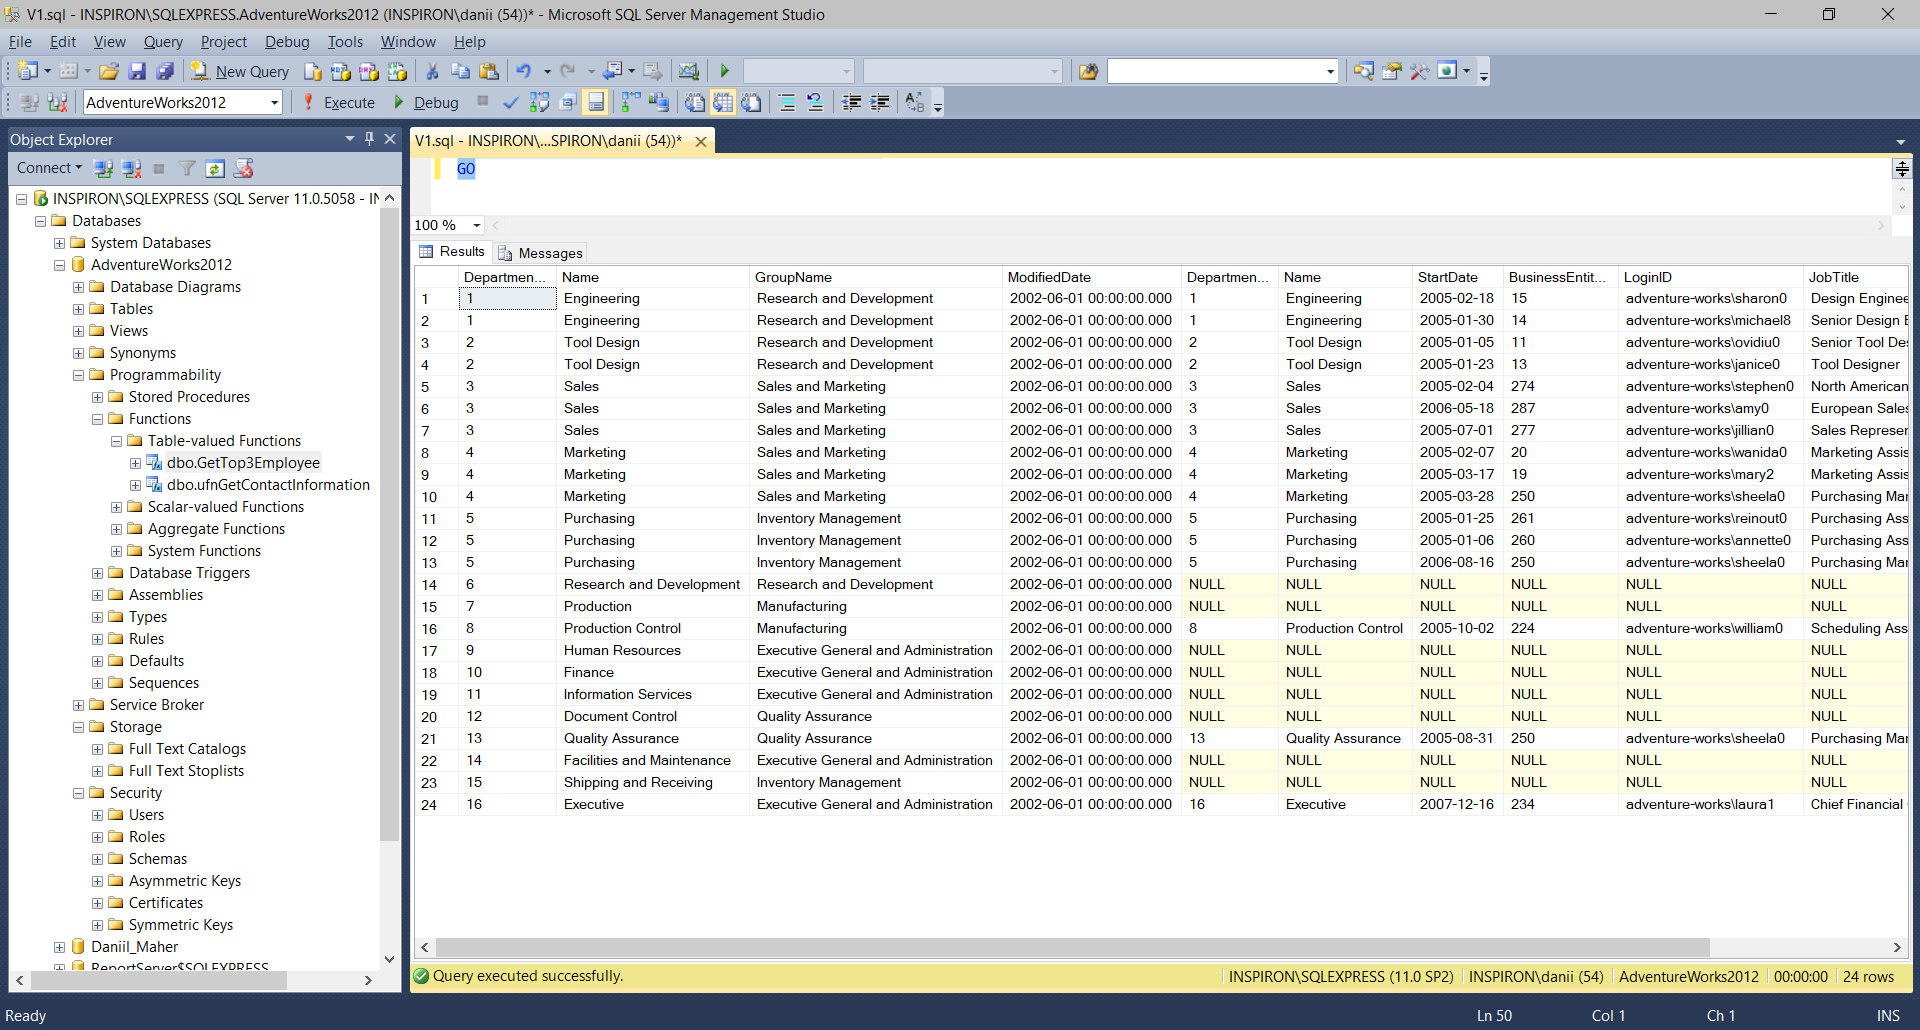 V1.sql - INSPIRON\SQLEXPRESS.AdventureWorks2012 (INSPIRON\danii (54))* - Microsoft SQL Server Management Studio
File Edit View Query Project Debug Tools Window Help
New Query
AdventureWorks2012 Execute Debug
Object Explorer
Connect
INSPIRON\SQLEXPRESS (SQL Server 11.0.5058 - IN
Databases
System Databases
AdventureWorks2012
Database Diagrams
Tables
Views
Synonyms
Programmability
Stored Procedures
Functions
Table-valued Functions
dbo.GetTop3Employee
dbo.ufnGetContactInformation
Scalar-valued Functions
Aggregate Functions
System Functions
Database Triggers
Assemblies
Types
Rules
Defaults
Sequences
Service Broker
Storage
Full Text Catalogs
Full Text Stoplists
Security
Users
Roles
Schemas
Asymmetric Keys
Certificates
Symmetric Keys
Daniil_Maher
ReportServer$SQLEXPRESS
V1.sql - INSPIRON\...SPIRON\danii (54))*
GO
100 %
Results Messages
Departmen... Name GroupName ModifiedDate Departmen... Name StartDate BusinessEntit... LoginID JobTitle
1 1 Engineering Research and Development 2002-06-01 00:00:00.000 1 Engineering 2005-02-18 15 adventure-works\sharon0 Design Enginee
2 1 Engineering Research and Development 2002-06-01 00:00:00.000 1 Engineering 2005-01-30 14 adventure-works\michael8 Senior Design E
3 2 Tool Design Research and Development 2002-06-01 00:00:00.000 2 Tool Design 2005-01-05 11 adventure-works\ovidiu0 Senior Tool Des
4 2 Tool Design Research and Development 2002-06-01 00:00:00.000 2 Tool Design 2005-01-23 13 adventure-works\janice0 Tool Designer
5 3 Sales Sales and Marketing 2002-06-01 00:00:00.000 3 Sales 2005-02-04 274 adventure-works\stephen0 North American
6 3 Sales Sales and Marketing 2002-06-01 00:00:00.000 3 Sales 2006-05-18 287 adventure-works\amy0 European Sales
7 3 Sales Sales and Marketing 2002-06-01 00:00:00.000 3 Sales 2005-07-01 277 adventure-works\jillian0 Sales Represer
8 4 Marketing Sales and Marketing 2002-06-01 00:00:00.000 4 Marketing 2005-02-07 20 adventure-works\wanida0 Marketing Assis
9 4 Marketing Sales and Marketing 2002-06-01 00:00:00.000 4 Marketing 2005-03-17 19 adventure-works\mary2 Marketing Assis
10 4 Marketing Sales and Marketing 2002-06-01 00:00:00.000 4 Marketing 2005-03-28 250 adventure-works\sheela0 Purchasing Mar
11 5 Purchasing Inventory Management 2002-06-01 00:00:00.000 5 Purchasing 2005-01-25 261 adventure-works\reinout0 Purchasing Ass
12 5 Purchasing Inventory Management 2002-06-01 00:00:00.000 5 Purchasing 2005-01-06 260 adventure-works\annette0 Purchasing Ass
13 5 Purchasing Inventory Management 2002-06-01 00:00:00.000 5 Purchasing 2006-08-16 250 adventure-works\sheela0 Purchasing Mar
14 6 Research and Development Research and Development 2002-06-01 00:00:00.000 NULL NULL NULL NULL NULL NULL
15 7 Production Manufacturing 2002-06-01 00:00:00.000 NULL NULL NULL NULL NULL NULL
16 8 Production Control Manufacturing 2002-06-01 00:00:00.000 8 Production Control 2005-10-02 224 adventure-works\william0 Scheduling Ass
17 9 Human Resources Executive General and Administration 2002-06-01 00:00:00.000 NULL NULL NULL NULL NULL NULL
18 10 Finance Executive General and Administration 2002-06-01 00:00:00.000 NULL NULL NULL NULL NULL NULL
19 11 Information Services Executive General and Administration 2002-06-01 00:00:00.000 NULL NULL NULL NULL NULL NULL
20 12 Document Control Quality Assurance 2002-06-01 00:00:00.000 NULL NULL NULL NULL NULL NULL
21 13 Quality Assurance Quality Assurance 2002-06-01 00:00:00.000 13 Quality Assurance 2005-08-31 250 adventure-works\sheela0 Purchasing Mar
22 14 Facilities and Maintenance Executive General and Administration 2002-06-01 00:00:00.000 NULL NULL NULL NULL NULL NULL
23 15 Shipping and Receiving Inventory Management 2002-06-01 00:00:00.000 NULL NULL NULL NULL NULL NULL
24 16 Executive Executive General and Administration 2002-06-01 00:00:00.000 16 Executive 2007-12-16 234 adventure-works\laura1 Chief Financial
Query executed successfully. INSPIRON\SQLEXPRESS (11.0 SP2) INSPIRON\danii (54) AdventureWorks2012 00:00:00 24 rows
Ready Ln 50 Col 1 Ch 1 INS